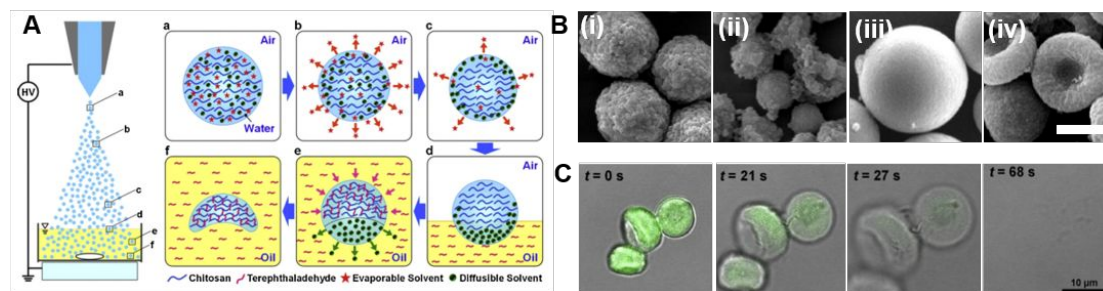 A
HV
a
b
c
d
e
f
a
Air
Water
b
Air
c
Air
f
Oil
e
Oil
d
Air
Oil
Chitosan Terephthaladehyde Evaporable Solvent Diffusible Solvent
B
(i)
(ii)
(iii)
(iv)
C
t = 0 s
t = 21 s
t = 27 s
t = 68 s
10 µm